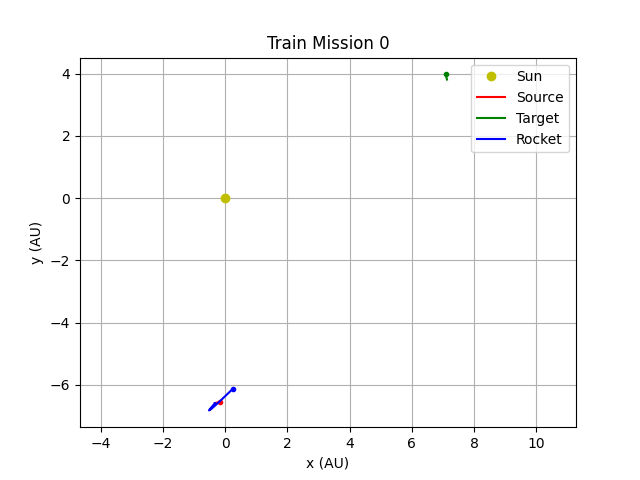 Train Mission 0
Sun
Source
Target
Rocket
4
2
0
−2
−4
−6
y (AU)
−4
−2
0
2
4
6
8
10
x (AU)